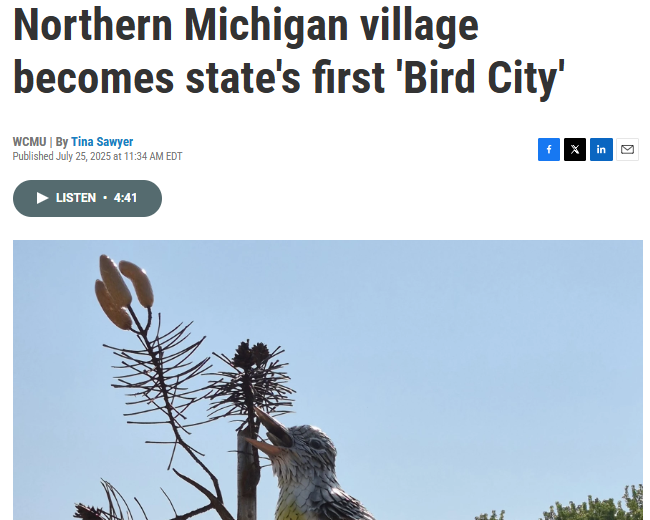 Northern Michigan village
becomes state's first 'Bird City'
WCMU | By Tina Sawyer
Published July 25, 2025 at 11:34 AM EDT
f X in
LISTEN • 4:41